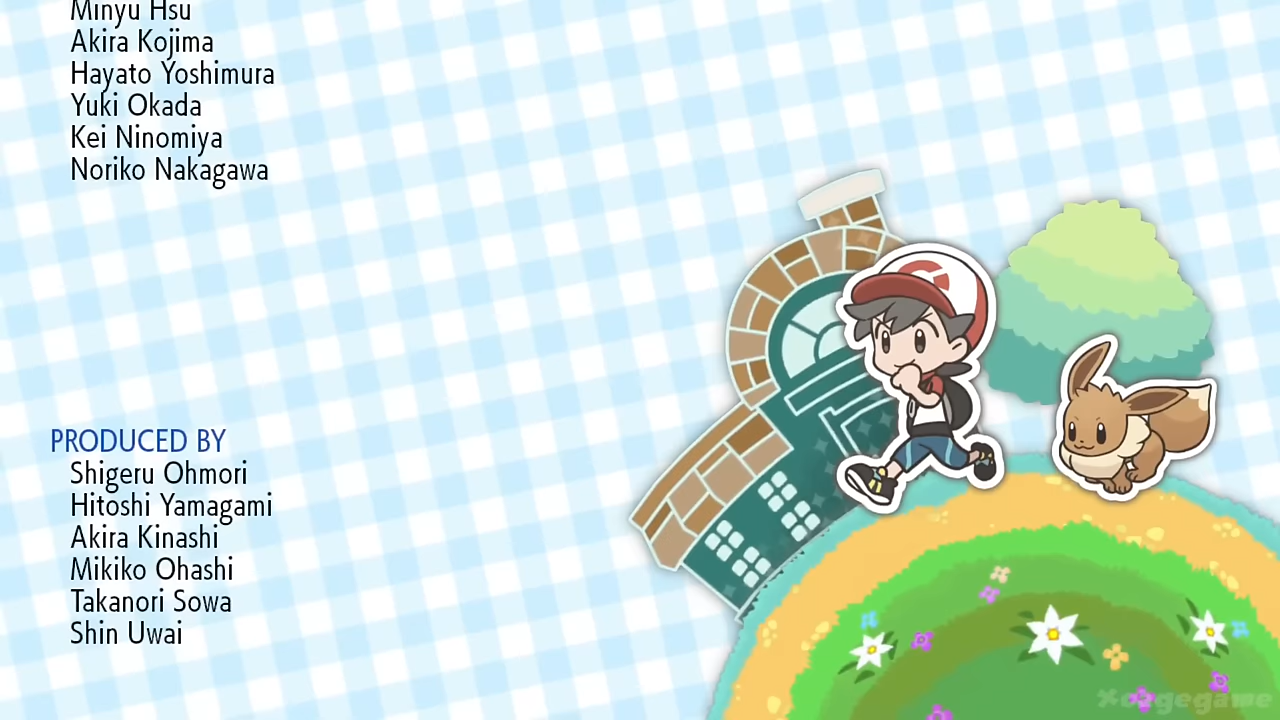 Minyu Hsu
Akira Kojima
Hayato Yoshimura
Yuki Okada
Kei Ninomiya
Noriko Nakagawa
PRODUCED BY
Shigeru Ohmori
Hitoshi Yamagami
Akira Kinashi
Mikiko Ohashi
Takanori Sowa
Shin Uwai